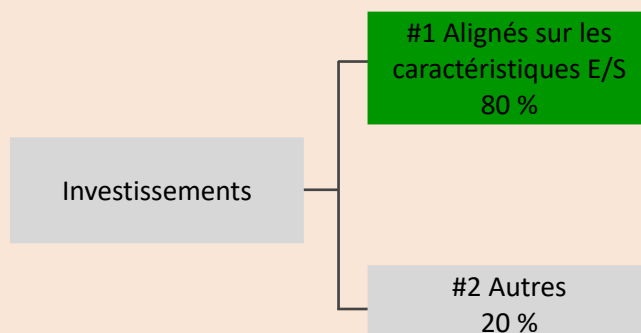 #1 Alignés sur les
caractéristiques E/S
80 %
Investissements
#2 Autres
20 %